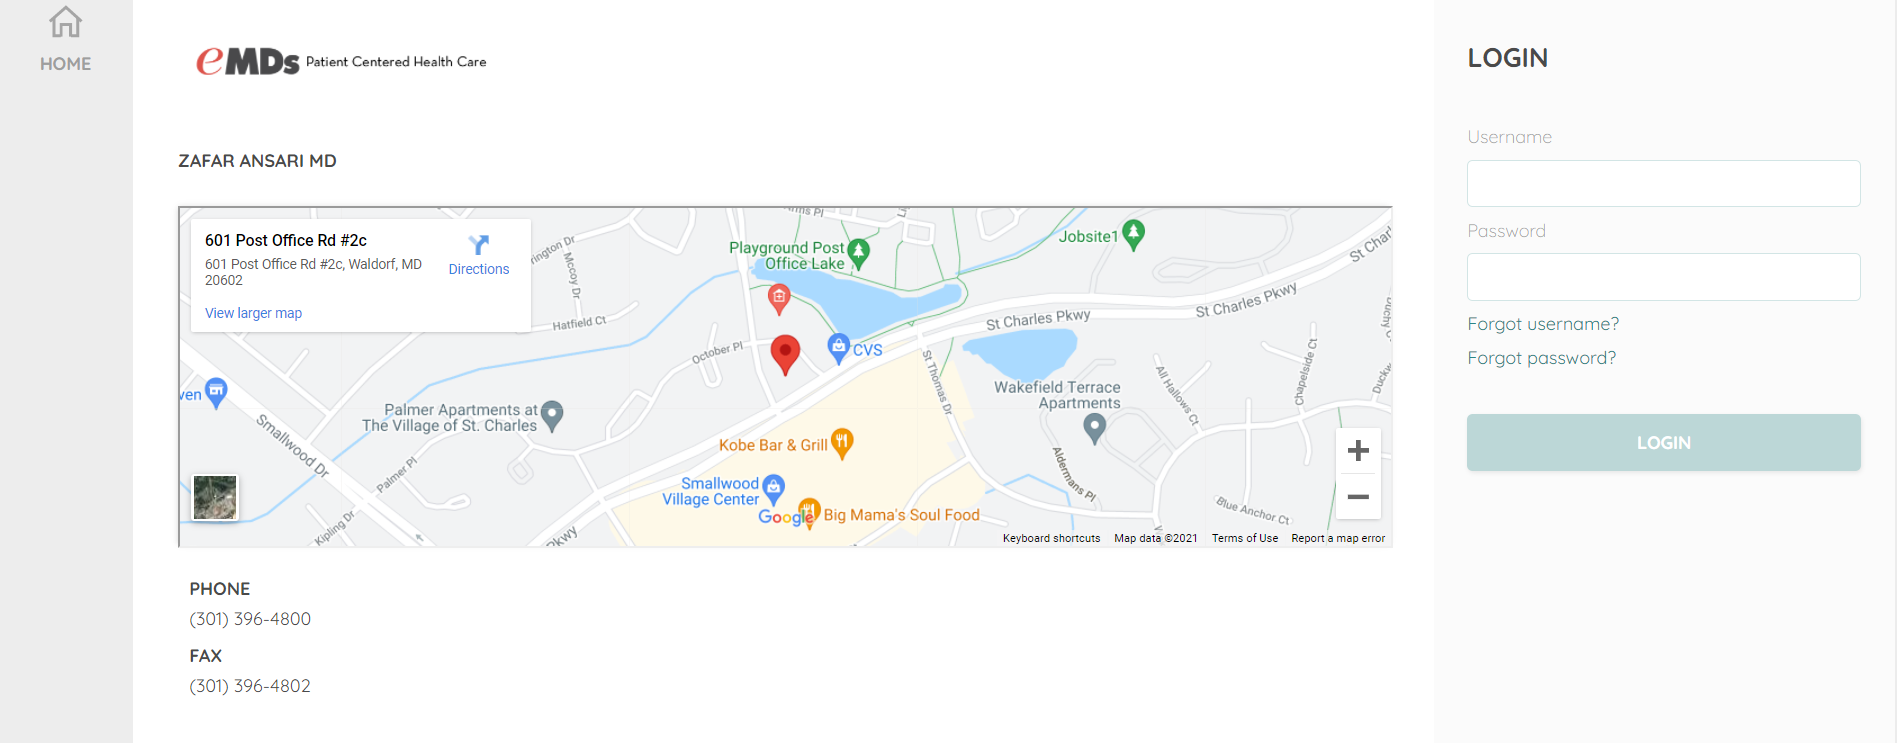 HOME
eMDs Patient Centered Health Care
ZAFAR ANSARI MD
601 Post Office Rd #2c
601 Post Office Rd #2c, Waldorf, MD
20602
Directions
View larger map
Mccoy Dr
Hatfield Ct
October Pl
Playground Post
Office Lake
Jobsite1
St Charles Pkwy
St Charles Pkwy
CVS
St Thomas Dr
Wakefield Terrace
Apartments
All Hallows Ct
Chapelside Ct
Smallwood Dr
Palmer Apartments at
The Village of St. Charles
Palmer Pl
Kipling Dr
Kobe Bar & Grill
Smallwood
Village Center
Google
Big Mama's Soul Food
Aldermans Pl
Blue Anchor Ct
Pkwy
Keyboard shortcuts
Map data ©2021
Terms of Use
Report a map error
PHONE
(301) 396-4800
FAX
(301) 396-4802
LOGIN
Username
Password
Forgot username?
Forgot password?
LOGIN